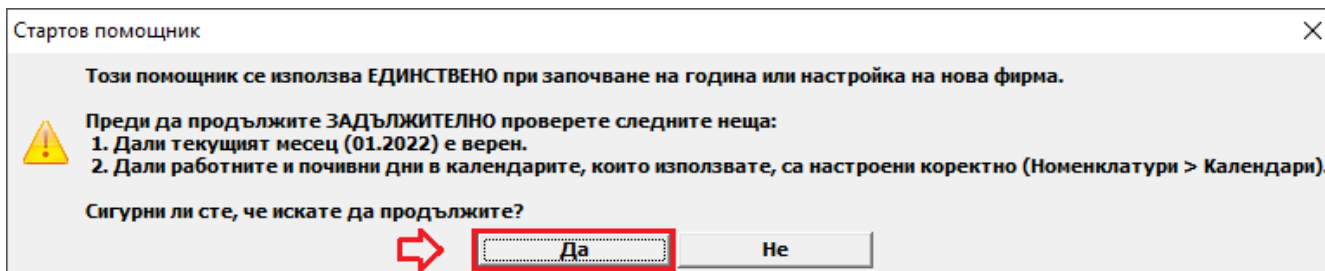 Стартов помощник
Този помощник се използва ЕДИНСТВЕНО при започване на година или настройка на нова фирма.
Преди да продължите ЗАДЪЛЖИТЕЛНО проверете следните неща:
1. Дали текущият месец (01.2022) е верен.
2. Дали работните и почивни дни в календарите, които използвате, са настроени коректно (Номенклатури > Календари).
Сигурни ли сте, че искате да продължите?
Да
Не